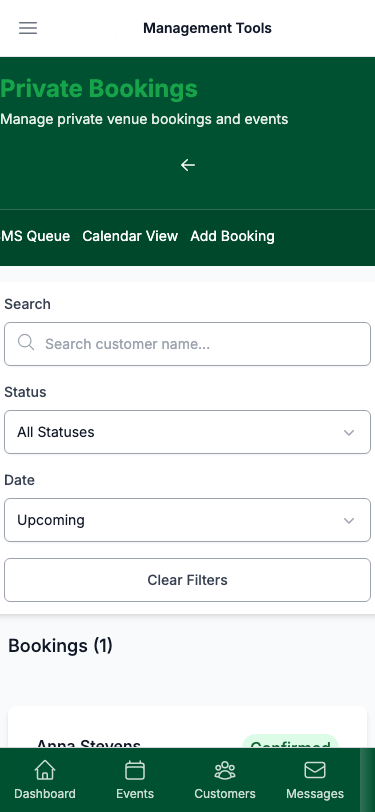 Management Tools
Private Bookings
Manage private venue bookings and events
MS Queue Calendar View Add Booking
Search
Search customer name...
Status
All Statuses
Date
Upcoming
Clear Filters
Bookings (1)
Anna Stevens Confirmed
Dashboard Events Customers Messages